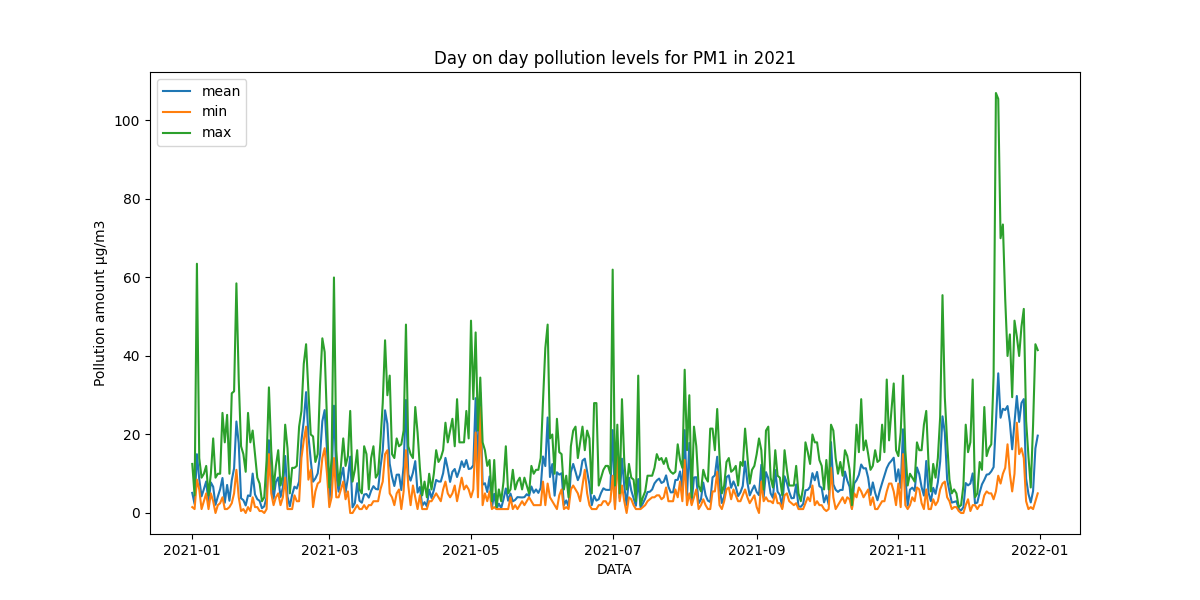 Day on day pollution levels for PM1 in 2021
mean
min
max
100
80
60
40
20
0
Pollution amount µg/m3
2021-01
2021-03
2021-05
2021-07
2021-09
2021-11
2022-01
DATA